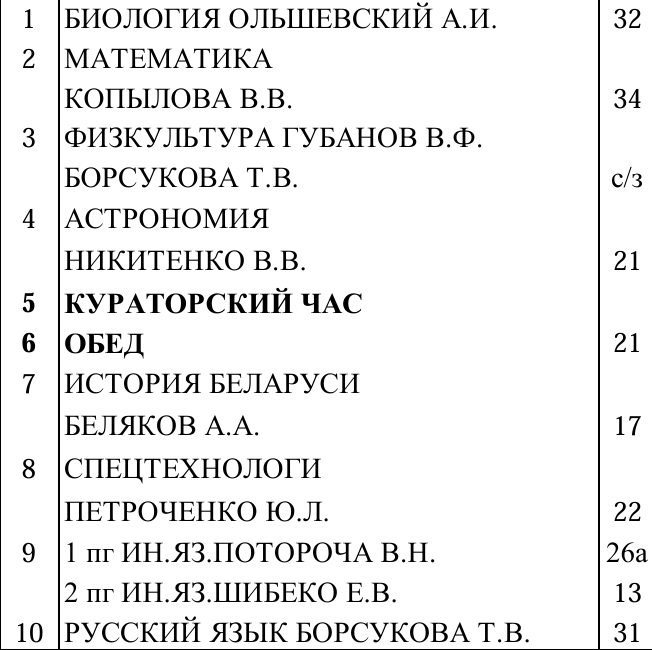 1 БИОЛОГИЯ ОЛЬШЕВСКИЙ А.И. 32
2 МАТЕМАТИКА
КОПЫЛОВА В.В. 34
3 ФИЗКУЛЬТУРА ГУБАНОВ В.Ф.
БОРСУКОВА Т.В. с/з
4 АСТРОНОМИЯ
НИКИТЕНКО В.В. 21
5 КУРАТОРСКИЙ ЧАС
6 ОБЕД 21
7 ИСТОРИЯ БЕЛАРУСИ
БЕЛЯКОВ А.А. 17
8 СПЕЦТЕХНОЛОГИ
ПЕТРОЧЕНКО Ю.Л. 22
9 1 пг ИН.ЯЗ.ПОТОРОЧА В.Н. 26а
2 пг ИН.ЯЗ.ШИБЕКО Е.В. 13
10 РУССКИЙ ЯЗЫК БОРСУКОВА Т.В. 31